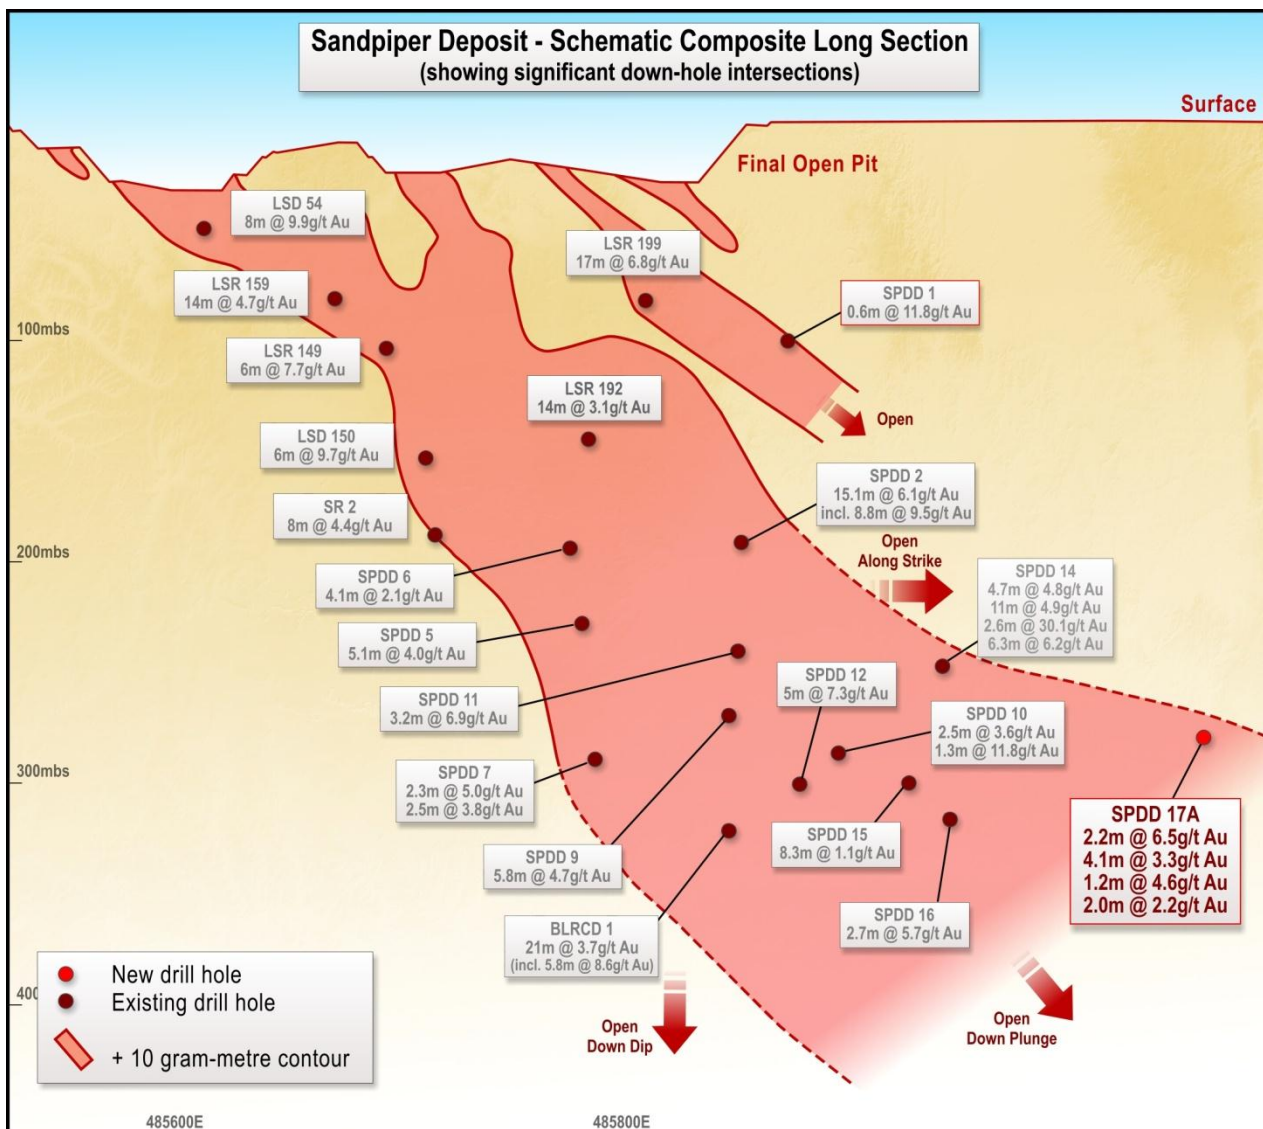 Sandpiper Deposit - Schematic Composite Long Section
(showing significant down-hole intersections)
Surface
Final Open Pit
LSD 54
8m @ 9.9g/t Au
LSR 199
17m @ 6.8g/t Au
LSR 159
14m @ 4.7g/t Au
SPDD 1
0.6m @ 11.8g/t Au
100mbs
LSR 149
6m @ 7.7g/t Au
LSR 192
14m @ 3.1g/t Au
Open
LSD 150
6m @ 9.7g/t Au
SPDD 2
15.1m @ 6.1g/t Au
incl. 8.8m @ 9.5g/t Au
SR 2
8m @ 4.4g/t Au
Open
Along Strike
200mbs
SPDD 6
4.1m @ 2.1g/t Au
SPDD 14
4.7m @ 4.8g/t Au
11m @ 4.9g/t Au
2.6m @ 30.1g/t Au
6.3m @ 6.2g/t Au
SPDD 5
5.1m @ 4.0g/t Au
SPDD 12
5m @ 7.3g/t Au
SPDD 11
3.2m @ 6.9g/t Au
SPDD 10
2.5m @ 3.6g/t Au
1.3m @ 11.8g/t Au
300mbs
SPDD 7
2.3m @ 5.0g/t Au
2.5m @ 3.8g/t Au
SPDD 17A
2.2m @ 6.5g/t Au
4.1m @ 3.3g/t Au
1.2m @ 4.6g/t Au
2.0m @ 2.2g/t Au
SPDD 15
8.3m @ 1.1g/t Au
SPDD 9
5.8m @ 4.7g/t Au
SPDD 16
2.7m @ 5.7g/t Au
BLRCD 1
21m @ 3.7g/t Au
(incl. 5.8m @ 8.6g/t Au)
New drill hole
Existing drill hole
+ 10 gram-metre contour
Open
Down Dip
Open
Down Plunge
485600E
485800E